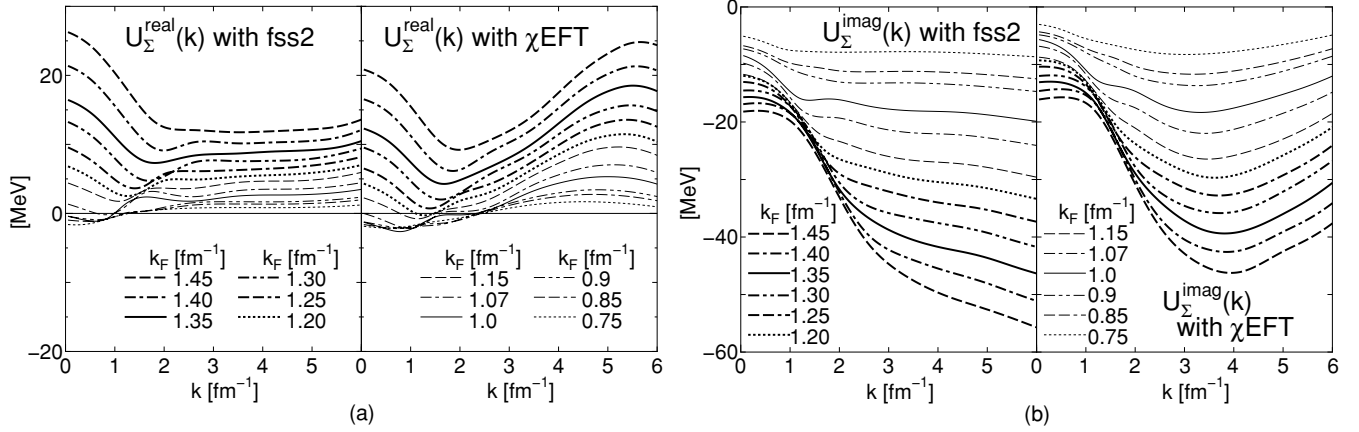 U_Σ^real(k) with fss2
U_Σ^real(k) with χEFT
20
10
0
−20
[MeV]
k_F [fm⁻¹] k_F [fm⁻¹]
1.45 1.30
1.40 1.25
1.35 1.20
k_F [fm⁻¹] k_F [fm⁻¹]
1.15 0.9
1.07 0.85
1.0 0.75
0 1 2 3 4 5 0 1 2 3 4 5 6
k [fm⁻¹] k [fm⁻¹]
(a)
U_Σ^imag(k) with fss2
0
−20
−40
−60
[MeV]
k_F [fm⁻¹]
1.45
1.40
1.35
1.30
1.25
1.20
k_F [fm⁻¹]
1.15
1.07
1.0
0.9
0.85
0.75
U_Σ^imag(k)
with χEFT
0 1 2 3 4 5 0 1 2 3 4 5 6
k [fm⁻¹] k [fm⁻¹]
(b)